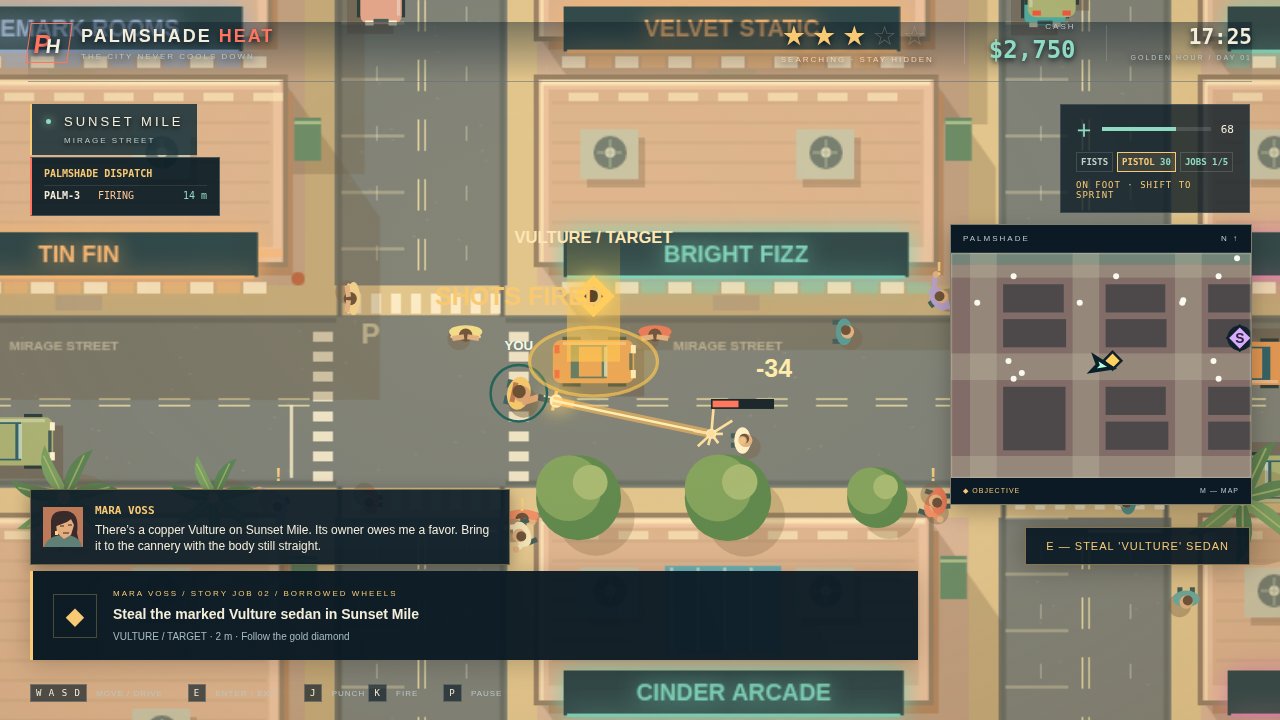 EMARK ROOMS
VELVET STATIC
PH
PALMSHADE HEAT
THE CITY NEVER COOLS DOWN
SEARCHING · STAY HIDDEN
CASH
$2,750
17:25
GOLDEN HOUR / DAY 01
SUNSET MILE
MIRAGE STREET
PALMSHADE DISPATCH
PALM-3 FIRING 14 m
68
FISTS PISTOL 30 JOBS 1/5
ON FOOT · SHIFT TO SPRINT
PALMSHADE N ↑
S
◆ OBJECTIVE M — MAP
TIN FIN
VULTURE / TARGET
BRIGHT FIZZ
SHOTS FIRED
P
MIRAGE STREET
YOU
MIRAGE STREET
-34
!
!
!
MARA VOSS
There's a copper Vulture on Sunset Mile. Its owner owes me a favor. Bring
it to the cannery with the body still straight.
E — STEAL 'VULTURE' SEDAN
MARA VOSS / STORY JOB 02 / BORROWED WHEELS
Steal the marked Vulture sedan in Sunset Mile
VULTURE / TARGET · 2 m · Follow the gold diamond
W A S D MOVE / DRIVE E ENTER / EXIT J PUNCH K FIRE P PAUSE
CINDER ARCADE